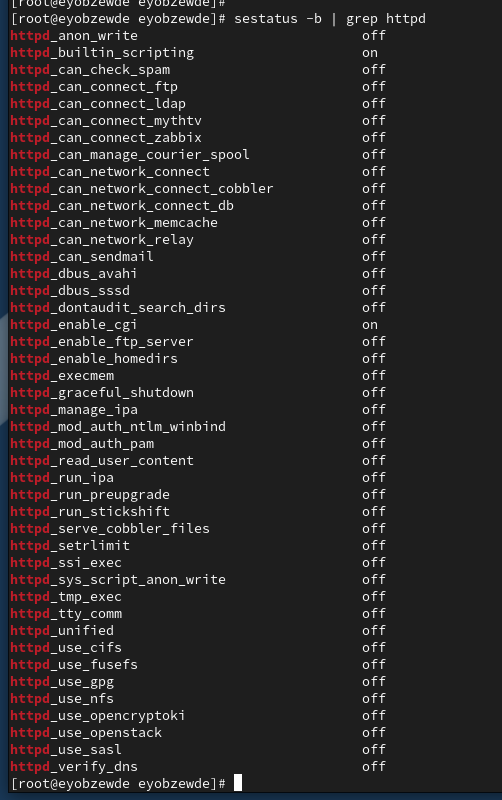 [root@eyobzewde eyobzewde]#
[root@eyobzewde eyobzewde]# sestatus -b | grep httpd
httpd_anon_write off
httpd_builtin_scripting on
httpd_can_check_spam off
httpd_can_connect_ftp off
httpd_can_connect_ldap off
httpd_can_connect_mythtv off
httpd_can_connect_zabbix off
httpd_can_manage_courier_spool off
httpd_can_network_connect off
httpd_can_network_connect_cobbler off
httpd_can_network_connect_db off
httpd_can_network_memcache off
httpd_can_network_relay off
httpd_can_sendmail off
httpd_dbus_avahi off
httpd_dbus_sssd off
httpd_dontaudit_search_dirs off
httpd_enable_cgi on
httpd_enable_ftp_server off
httpd_enable_homedirs off
httpd_execmem off
httpd_graceful_shutdown off
httpd_manage_ipa off
httpd_mod_auth_ntlm_winbind off
httpd_mod_auth_pam off
httpd_read_user_content off
httpd_run_ipa off
httpd_run_preupgrade off
httpd_run_stickshift off
httpd_serve_cobbler_files off
httpd_setrlimit off
httpd_ssi_exec off
httpd_sys_script_anon_write off
httpd_tmp_exec off
httpd_tty_comm off
httpd_unified off
httpd_use_cifs off
httpd_use_fusefs off
httpd_use_gpg off
httpd_use_nfs off
httpd_use_opencryptoki off
httpd_use_openstack off
httpd_use_sasl off
httpd_verify_dns off
[root@eyobzewde eyobzewde]#